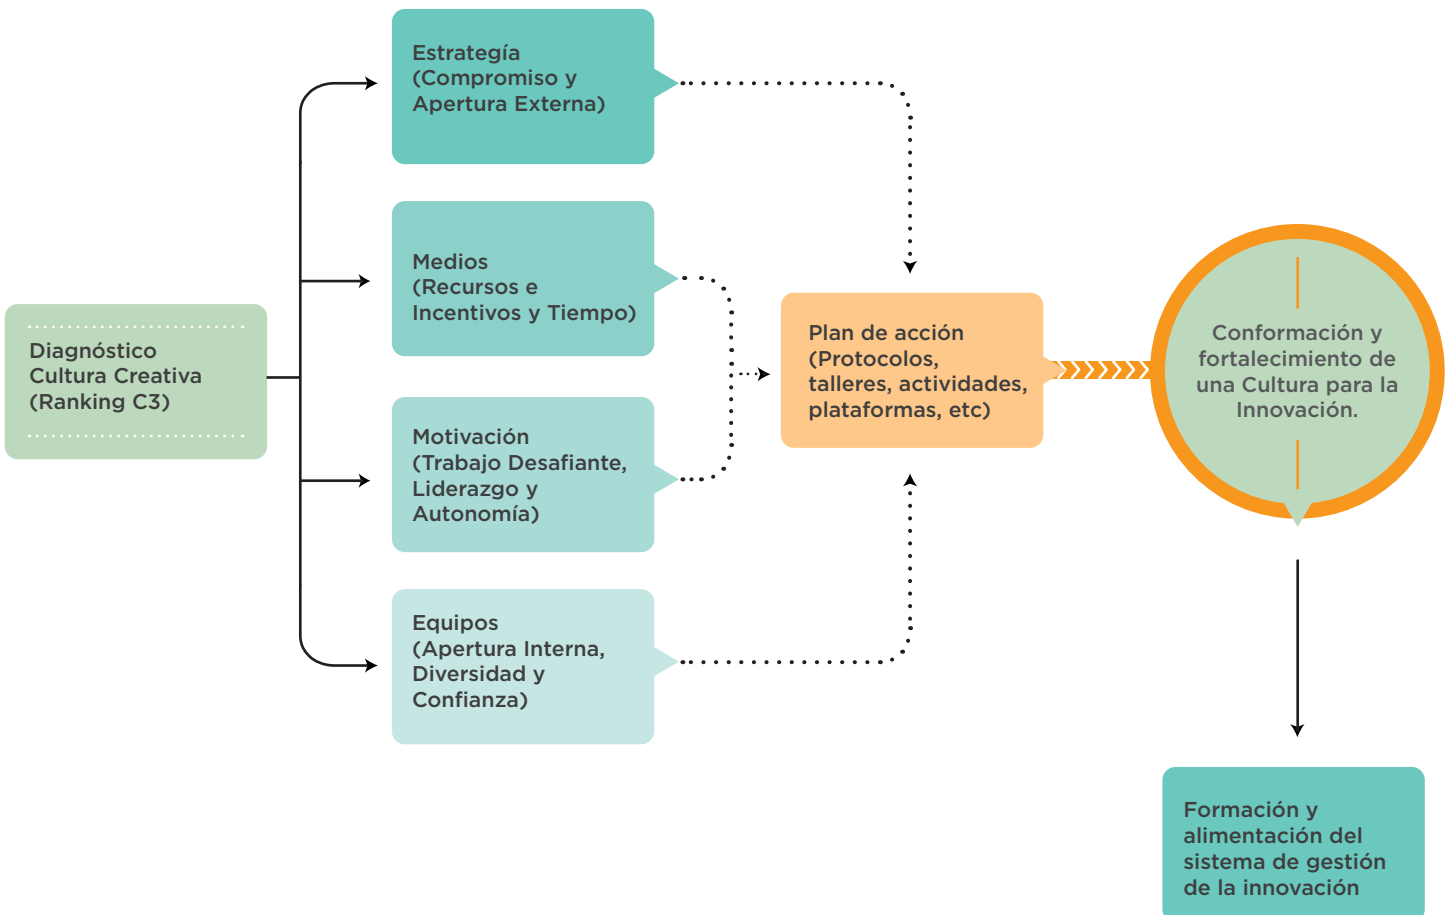 Diagnóstico
Cultura Creativa
(Ranking C3)
Estrategía
(Compromiso y
Apertura Externa)
Medios
(Recursos e
Incentivos y Tiempo)
Motivación
(Trabajo Desafiante,
Liderazgo y
Autonomía)
Equipos
(Apertura Interna,
Diversidad y
Confianza)
Plan de acción
(Protocolos,
talleres, actividades,
plataformas, etc)
Conformación y
fortalecimiento de
una Cultura para la
Innovación.
Formación y
alimentación del
sistema de gestión
de la innovación